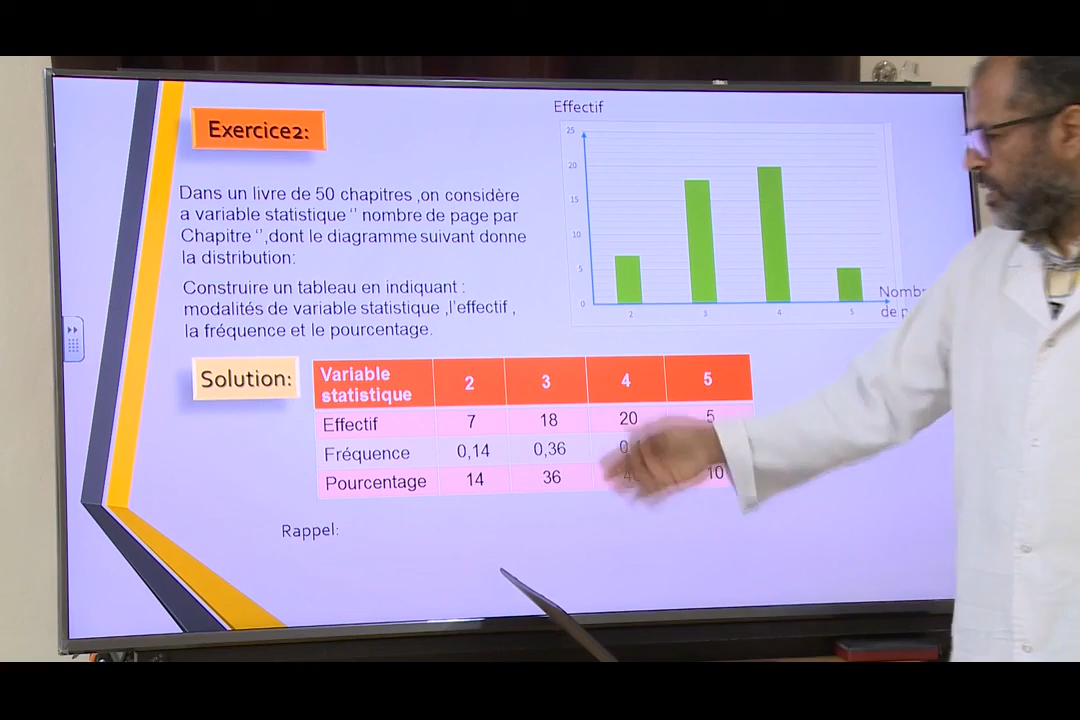 Exercice2:
Dans un livre de 50 chapitres ,on considère
a variable statistique '' nombre de page par
Chapitre '',dont le diagramme suivant donne
la distribution:
Construire un tableau en indiquant :
modalités de variable statistique ,l'effectif ,
la fréquence et le pourcentage.
Effectif
25
20
15
10
5
0
2 3 4 5
Solution:
Variable statistique 2 3 4 5
Effectif 7 18 20 5
Fréquence 0,14 0,36
Pourcentage 14 36 10
Rappel: